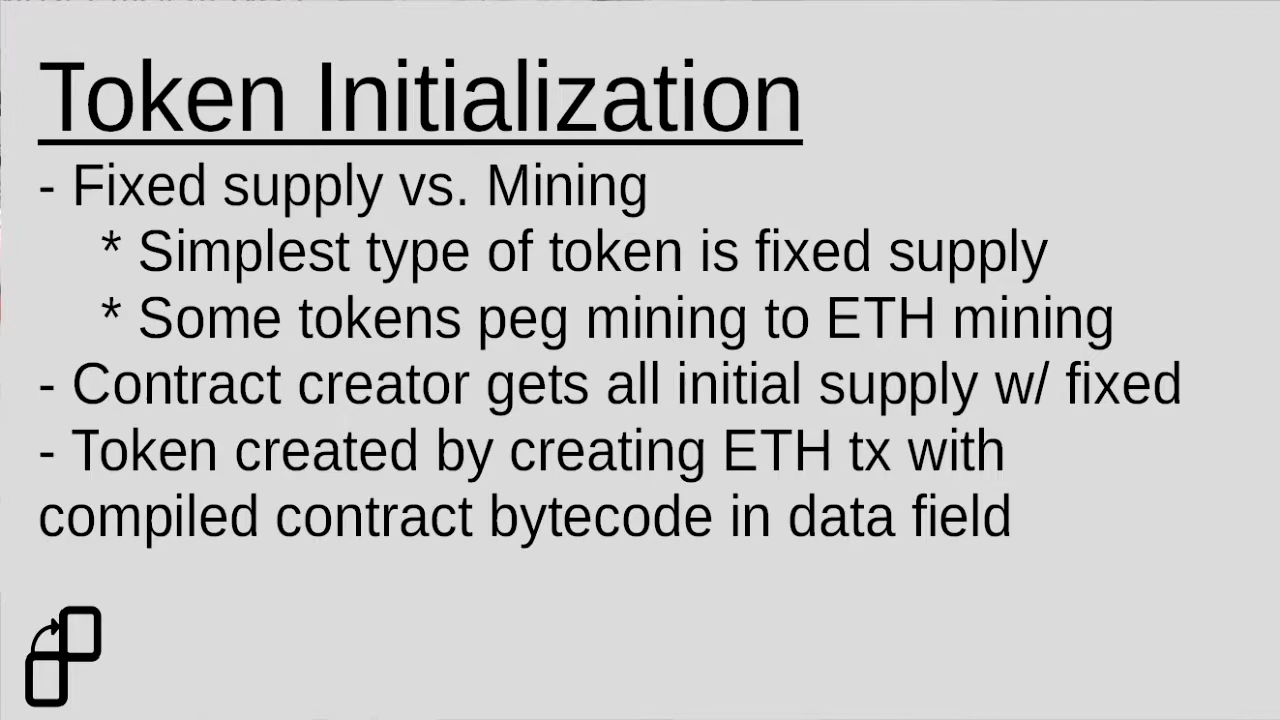 Token Initialization
- Fixed supply vs. Mining
* Simplest type of token is fixed supply
* Some tokens peg mining to ETH mining
- Contract creator gets all initial supply w/ fixed
- Token created by creating ETH tx with
compiled contract bytecode in data field